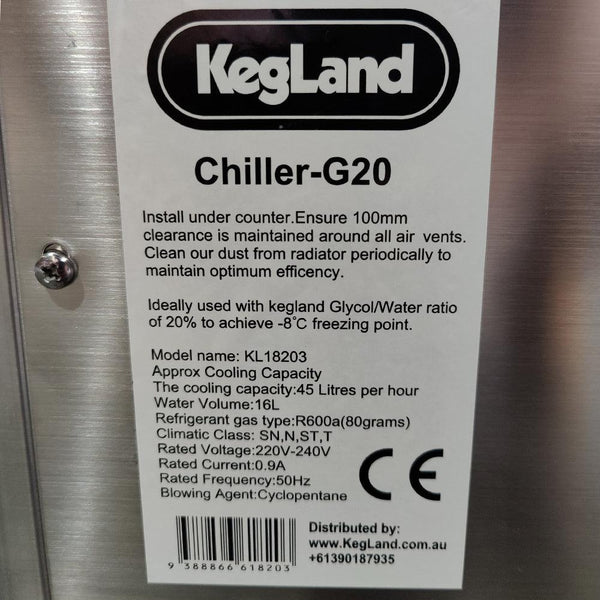 KegLand
Chiller-G20
Install under counter.Ensure 100mm
clearance is maintained around all air vents.
Clean our dust from radiator periodically to
maintain optimum efficency.
Ideally used with kegland Glycol/Water ratio
of 20% to achieve -8°C freezing point.
Model name: KL18203
Approx Cooling Capacity
The cooling capacity:45 Litres per hour
Water Volume:16L
Refrigerant gas type:R600a(80grams)
Climatic Class: SN,N,ST,T
Rated Voltage:220V-240V
Rated Current:0.9A
Rated Frequency:50Hz
Blowing Agent:Cyclopentane
CE
9 388866 618203
Distributed by:
www.KegLand.com.au
+61390187935